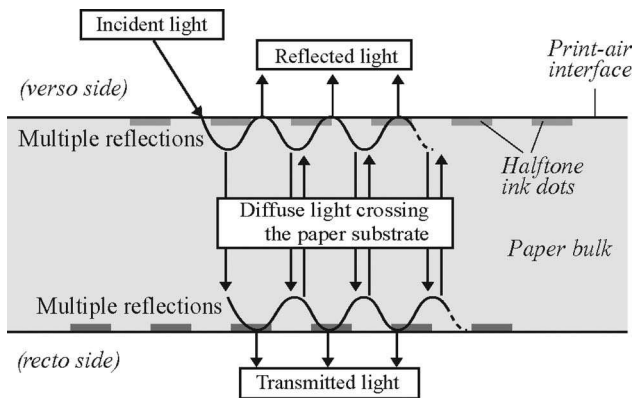 Incident light
Reflected light
Print-air
interface
(verso side)
Multiple reflections
Halftone
ink dots
Diffuse light crossing
the paper substrate
Paper bulk
Multiple reflections
(recto side)
Transmitted light